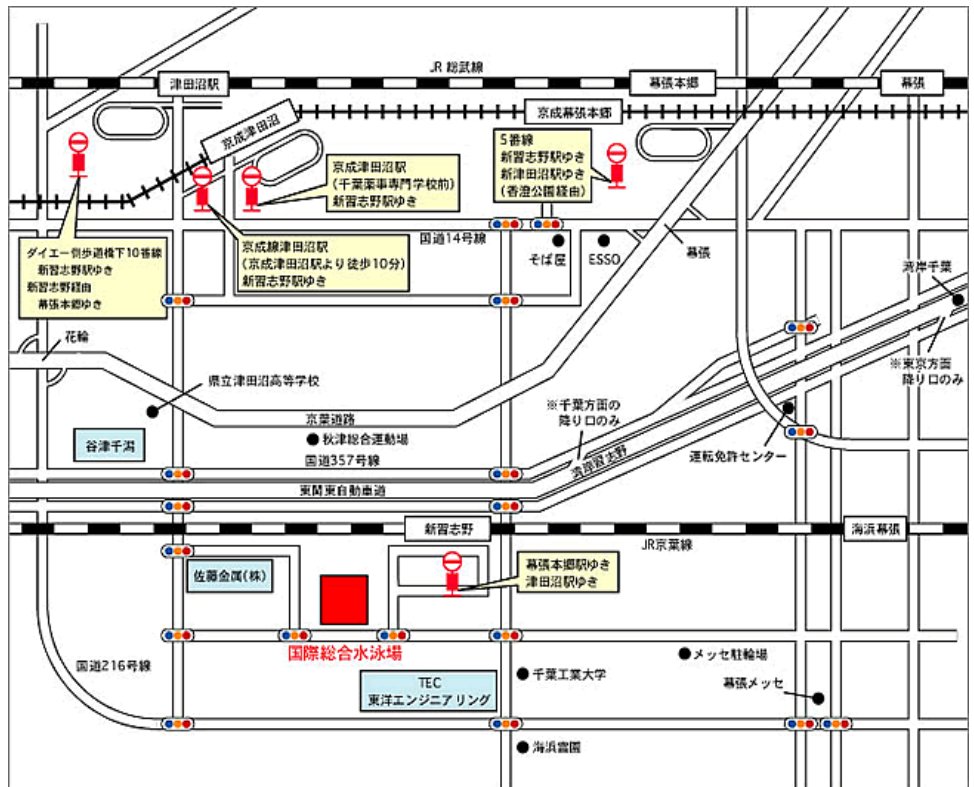 JR 総武線
津田沼駅
幕張本郷
幕張
京成津田沼
京成幕張本郷
5番線
新習志野駅ゆき
新津田沼駅ゆき
(香澄公園経由)
京成津田沼駅
(千葉薬事専門学校前)
新習志野駅ゆき
国道14号線
京成線津田沼駅
(京成津田沼駅より徒歩10分)
新習志野駅ゆき
ダイエー側歩道橋下10番線
新習志野駅ゆき
新習志野経由
幕張本郷ゆき
そば屋
ESSO
幕張
湾岸千葉
花輪
※東京方面
降り口のみ
県立津田沼高等学校
※千葉方面の
降り口のみ
京葉道路
谷津干潟
秋津総合運動場
国道357号線
湾岸習志野
運転免許センター
東関東自動車道
新習志野
海浜幕張
JR京葉線
佐藤金属(株)
幕張本郷駅ゆき
津田沼駅ゆき
国際総合水泳場
国道216号線
TEC
東洋エンジニアリング
千葉工業大学
メッセ駐輪場
幕張メッセ
海浜霊園